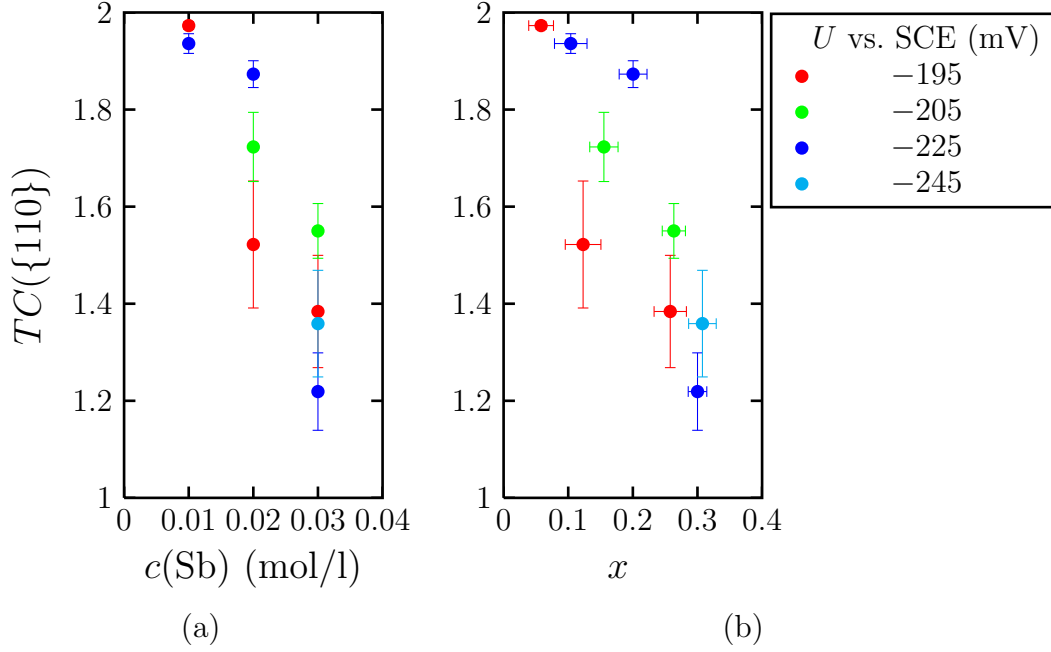 TC({110})
2
1.8
1.6
1.4
1.2
1
0 0.01 0.02 0.03 0.04
c(Sb) (mol/l)
(a)
2
1.8
1.6
1.4
1.2
1
0 0.1 0.2 0.3 0.4
x
(b)
U vs. SCE (mV)
−195
−205
−225
−245